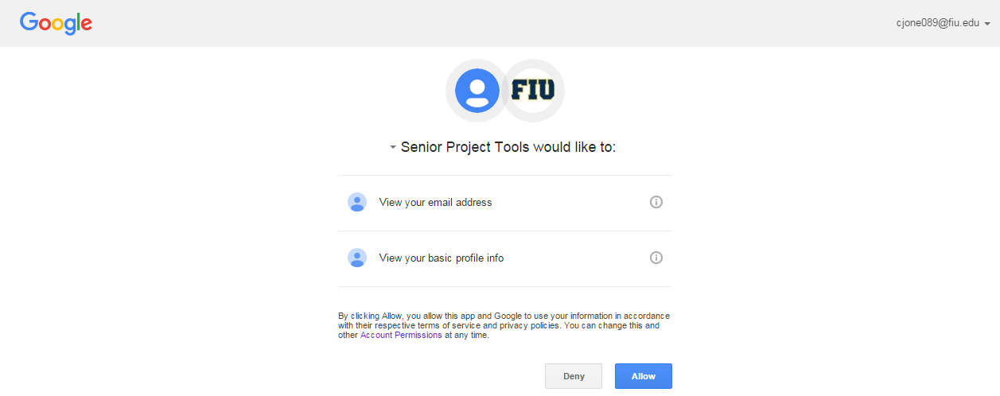 Google
cjone089@fiu.edu
FIU
Senior Project Tools would like to:
View your email address
View your basic profile info
By clicking Allow, you allow this app and Google to use your information in accordance
with their respective terms of service and privacy policies. You can change this and
other Account Permissions at any time.
Deny
Allow